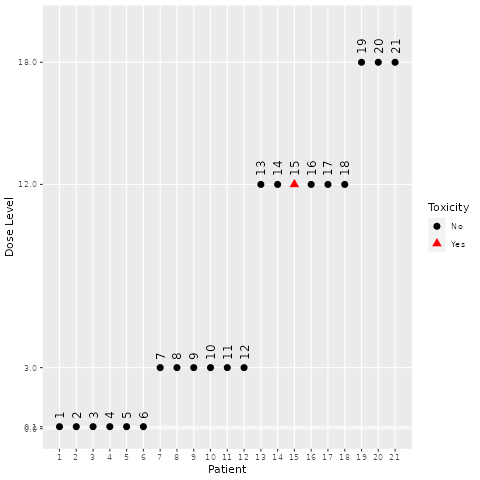 19 20 21
18.0
13 14 15 16 17 18
12.0
Toxicity
No
Yes
Dose Level
7 8 9 10 11 12
3.0
1 2 3 4 5 6
1 2 3 4 5 6 7 8 9 10 11 12 13 14 15 16 17 18 19 20 21
Patient